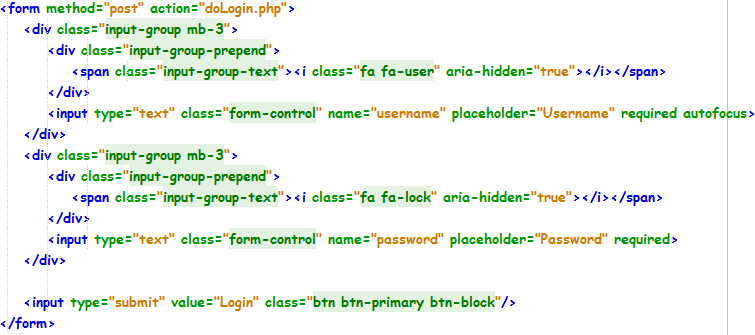 <form method="post" action="doLogin.php">
<div class="input-group mb-3">
<div class="input-group-prepend">
<span class="input-group-text"><i class="fa fa-user" aria-hidden="true"></i></span>
</div>
<input type="text" class="form-control" name="username" placeholder="Username" required autofocus>
</div>
<div class="input-group mb-3">
<div class="input-group-prepend">
<span class="input-group-text"><i class="fa fa-lock" aria-hidden="true"></i></span>
</div>
<input type="text" class="form-control" name="password" placeholder="Password" required>
</div>
<input type="submit" value="Login" class="btn btn-primary btn-block"/>
</form>